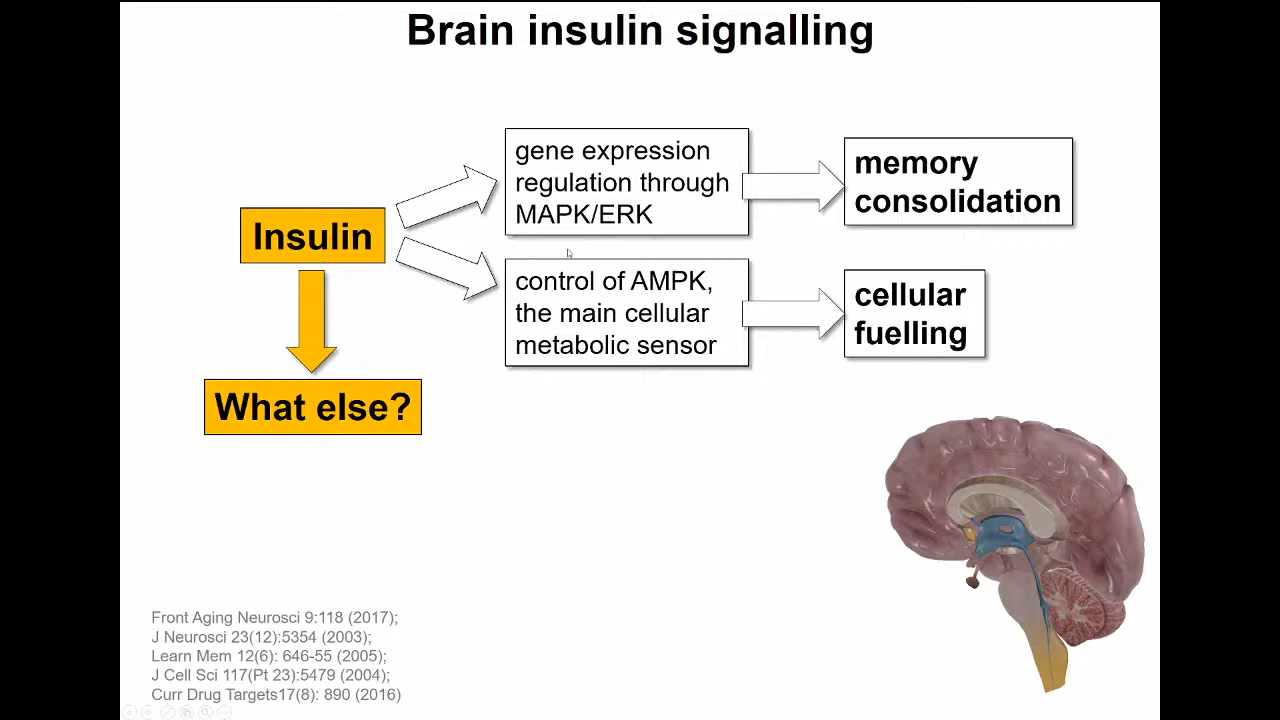 Brain insulin signalling
gene expression
regulation through
MAPK/ERK
memory
consolidation
Insulin
control of AMPK,
the main cellular
metabolic sensor
cellular
fuelling
What else?
Front Aging Neurosci 9:118 (2017);
J Neurosci 23(12):5354 (2003);
Learn Mem 12(6): 646-55 (2005);
J Cell Sci 117(Pt 23):5479 (2004);
Curr Drug Targets17(8): 890 (2016)